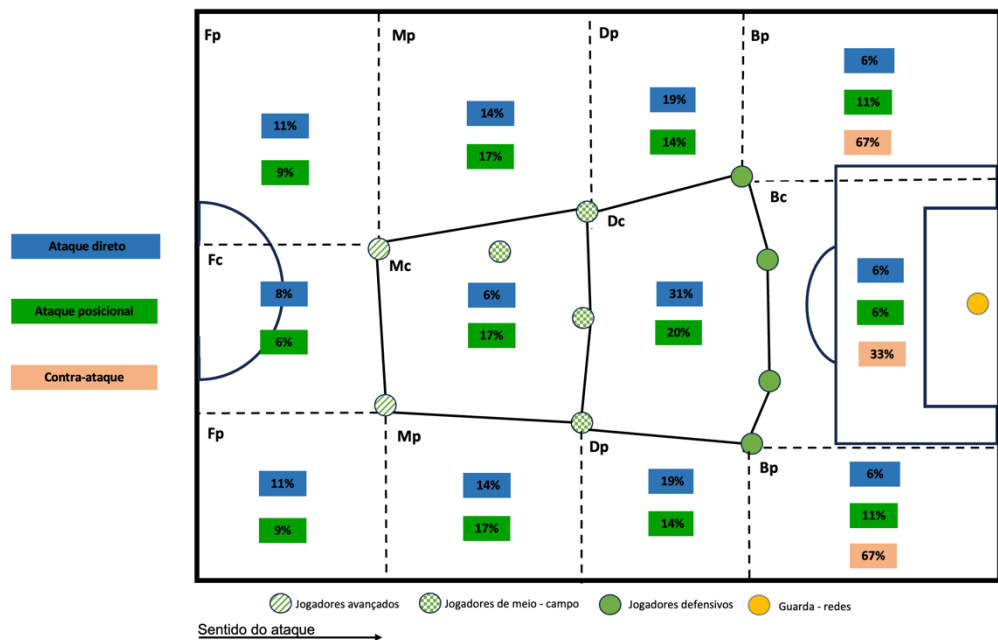 Fp
Mp
Dp
Bp
6%
19%
11%
14%
11%
14%
17%
67%
9%
Bc
Dc
Ataque direto
Fc
Mc
6%
8%
6%
31%
6%
Ataque posicional
6%
17%
20%
33%
Contra-ataque
Fp
Mp
Dp
Bp
11%
14%
19%
6%
9%
17%
14%
11%
67%
Jogadores avançados
Jogadores de meio - campo
Jogadores defensivos
Guarda - redes
Sentido do ataque